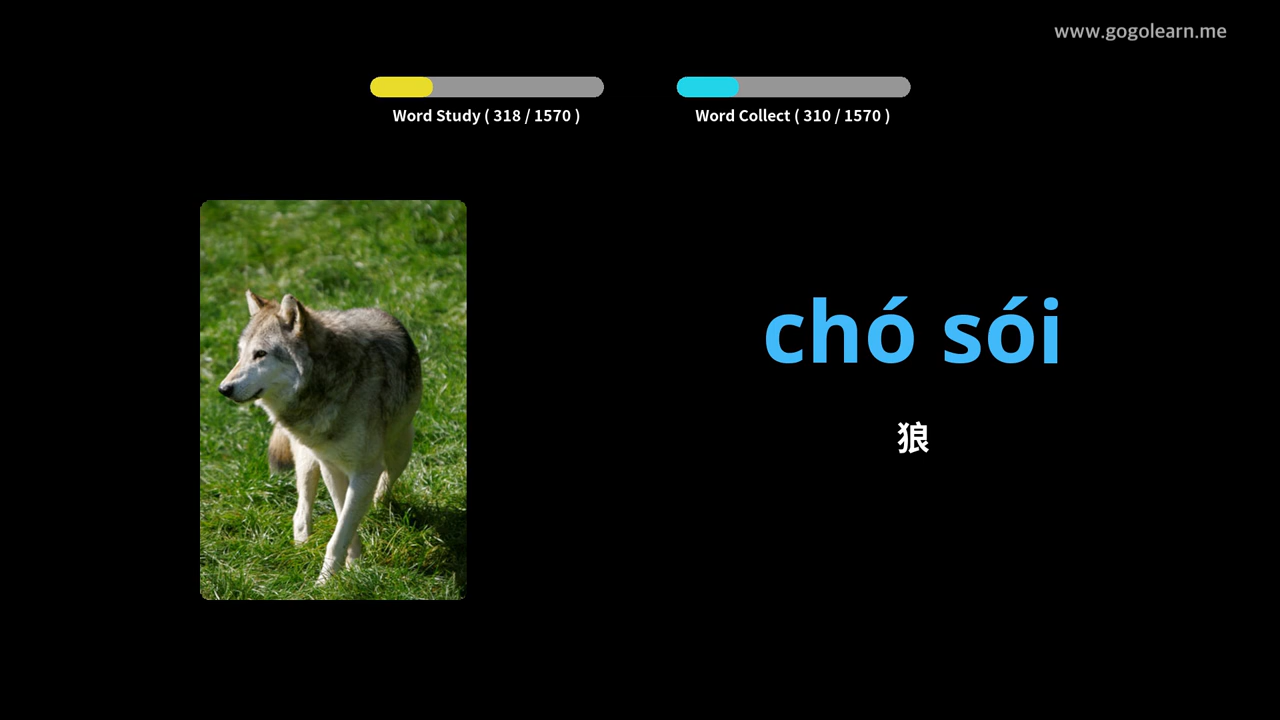 www.gogolearn.me
Word Study ( 318 / 1570 )
Word Collect ( 310 / 1570 )
chó sói
狼